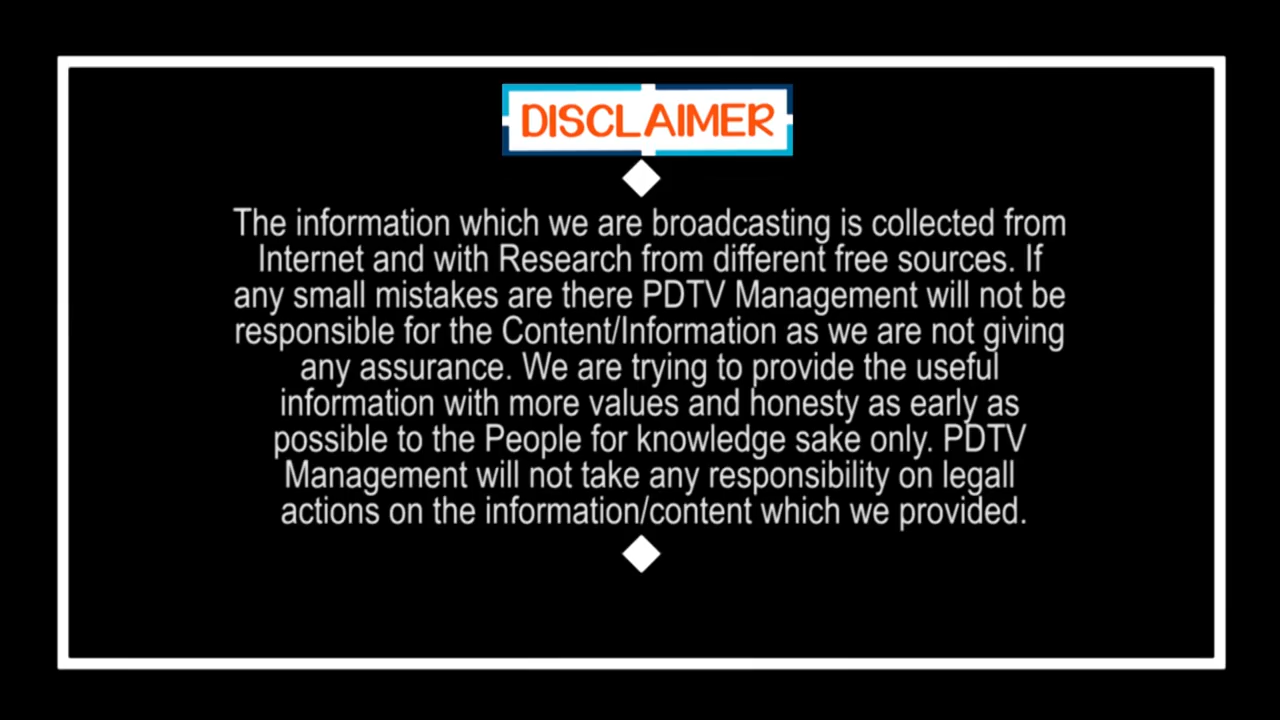 DISCLAIMER
The information which we are broadcasting is collected from
Internet and with Research from different free sources. If
any small mistakes are there PDTV Management will not be
responsible for the Content/Information as we are not giving
any assurance. We are trying to provide the useful
information with more values and honesty as early as
possible to the People for knowledge sake only. PDTV
Management will not take any responsibility on legall
actions on the information/content which we provided.